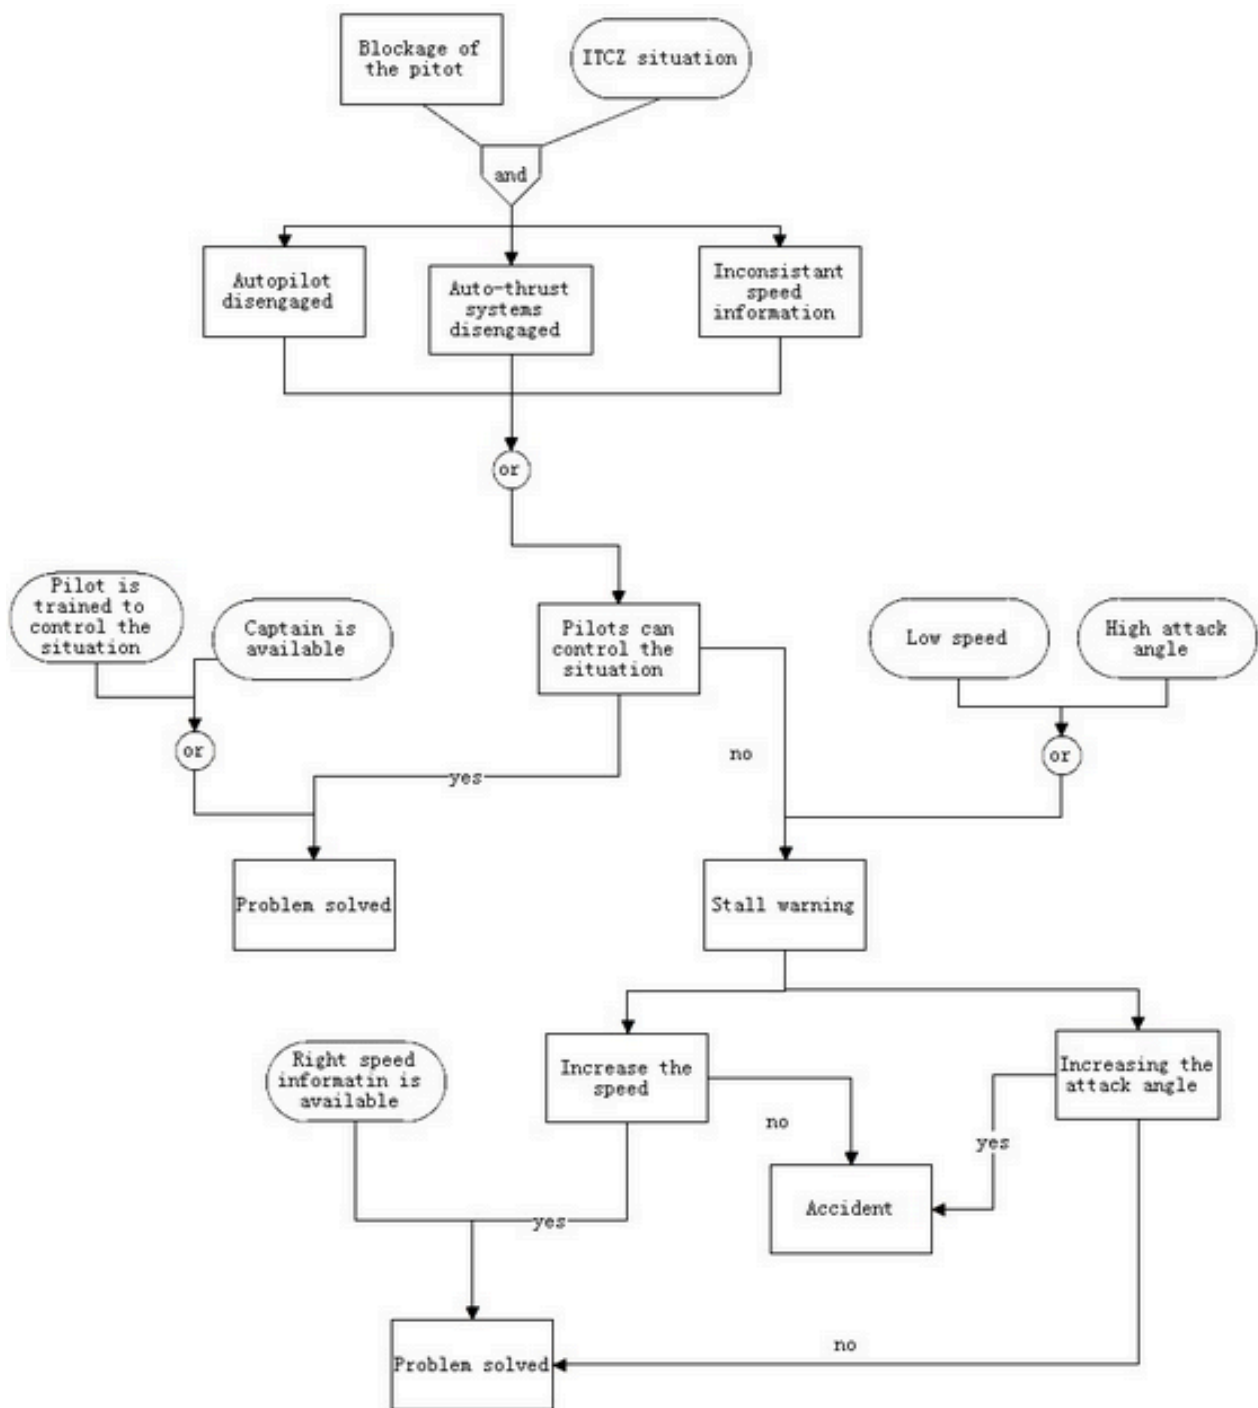 Blockage of
the pitot
ITCZ situation
and
Autopilot
disengaged
Auto-thrust
systems
disengaged
Inconsistant
speed
information
or
Pilot is
trained to
control the
situation
Captain is
available
Pilots can
control the
situation
Low speed
High attack
angle
or
yes
no
or
Problem solved
Stall warning
Right speed
informatin is
available
Increase the
speed
Increasing the
attack angle
no
yes
Accident
yes
no
Problem solved